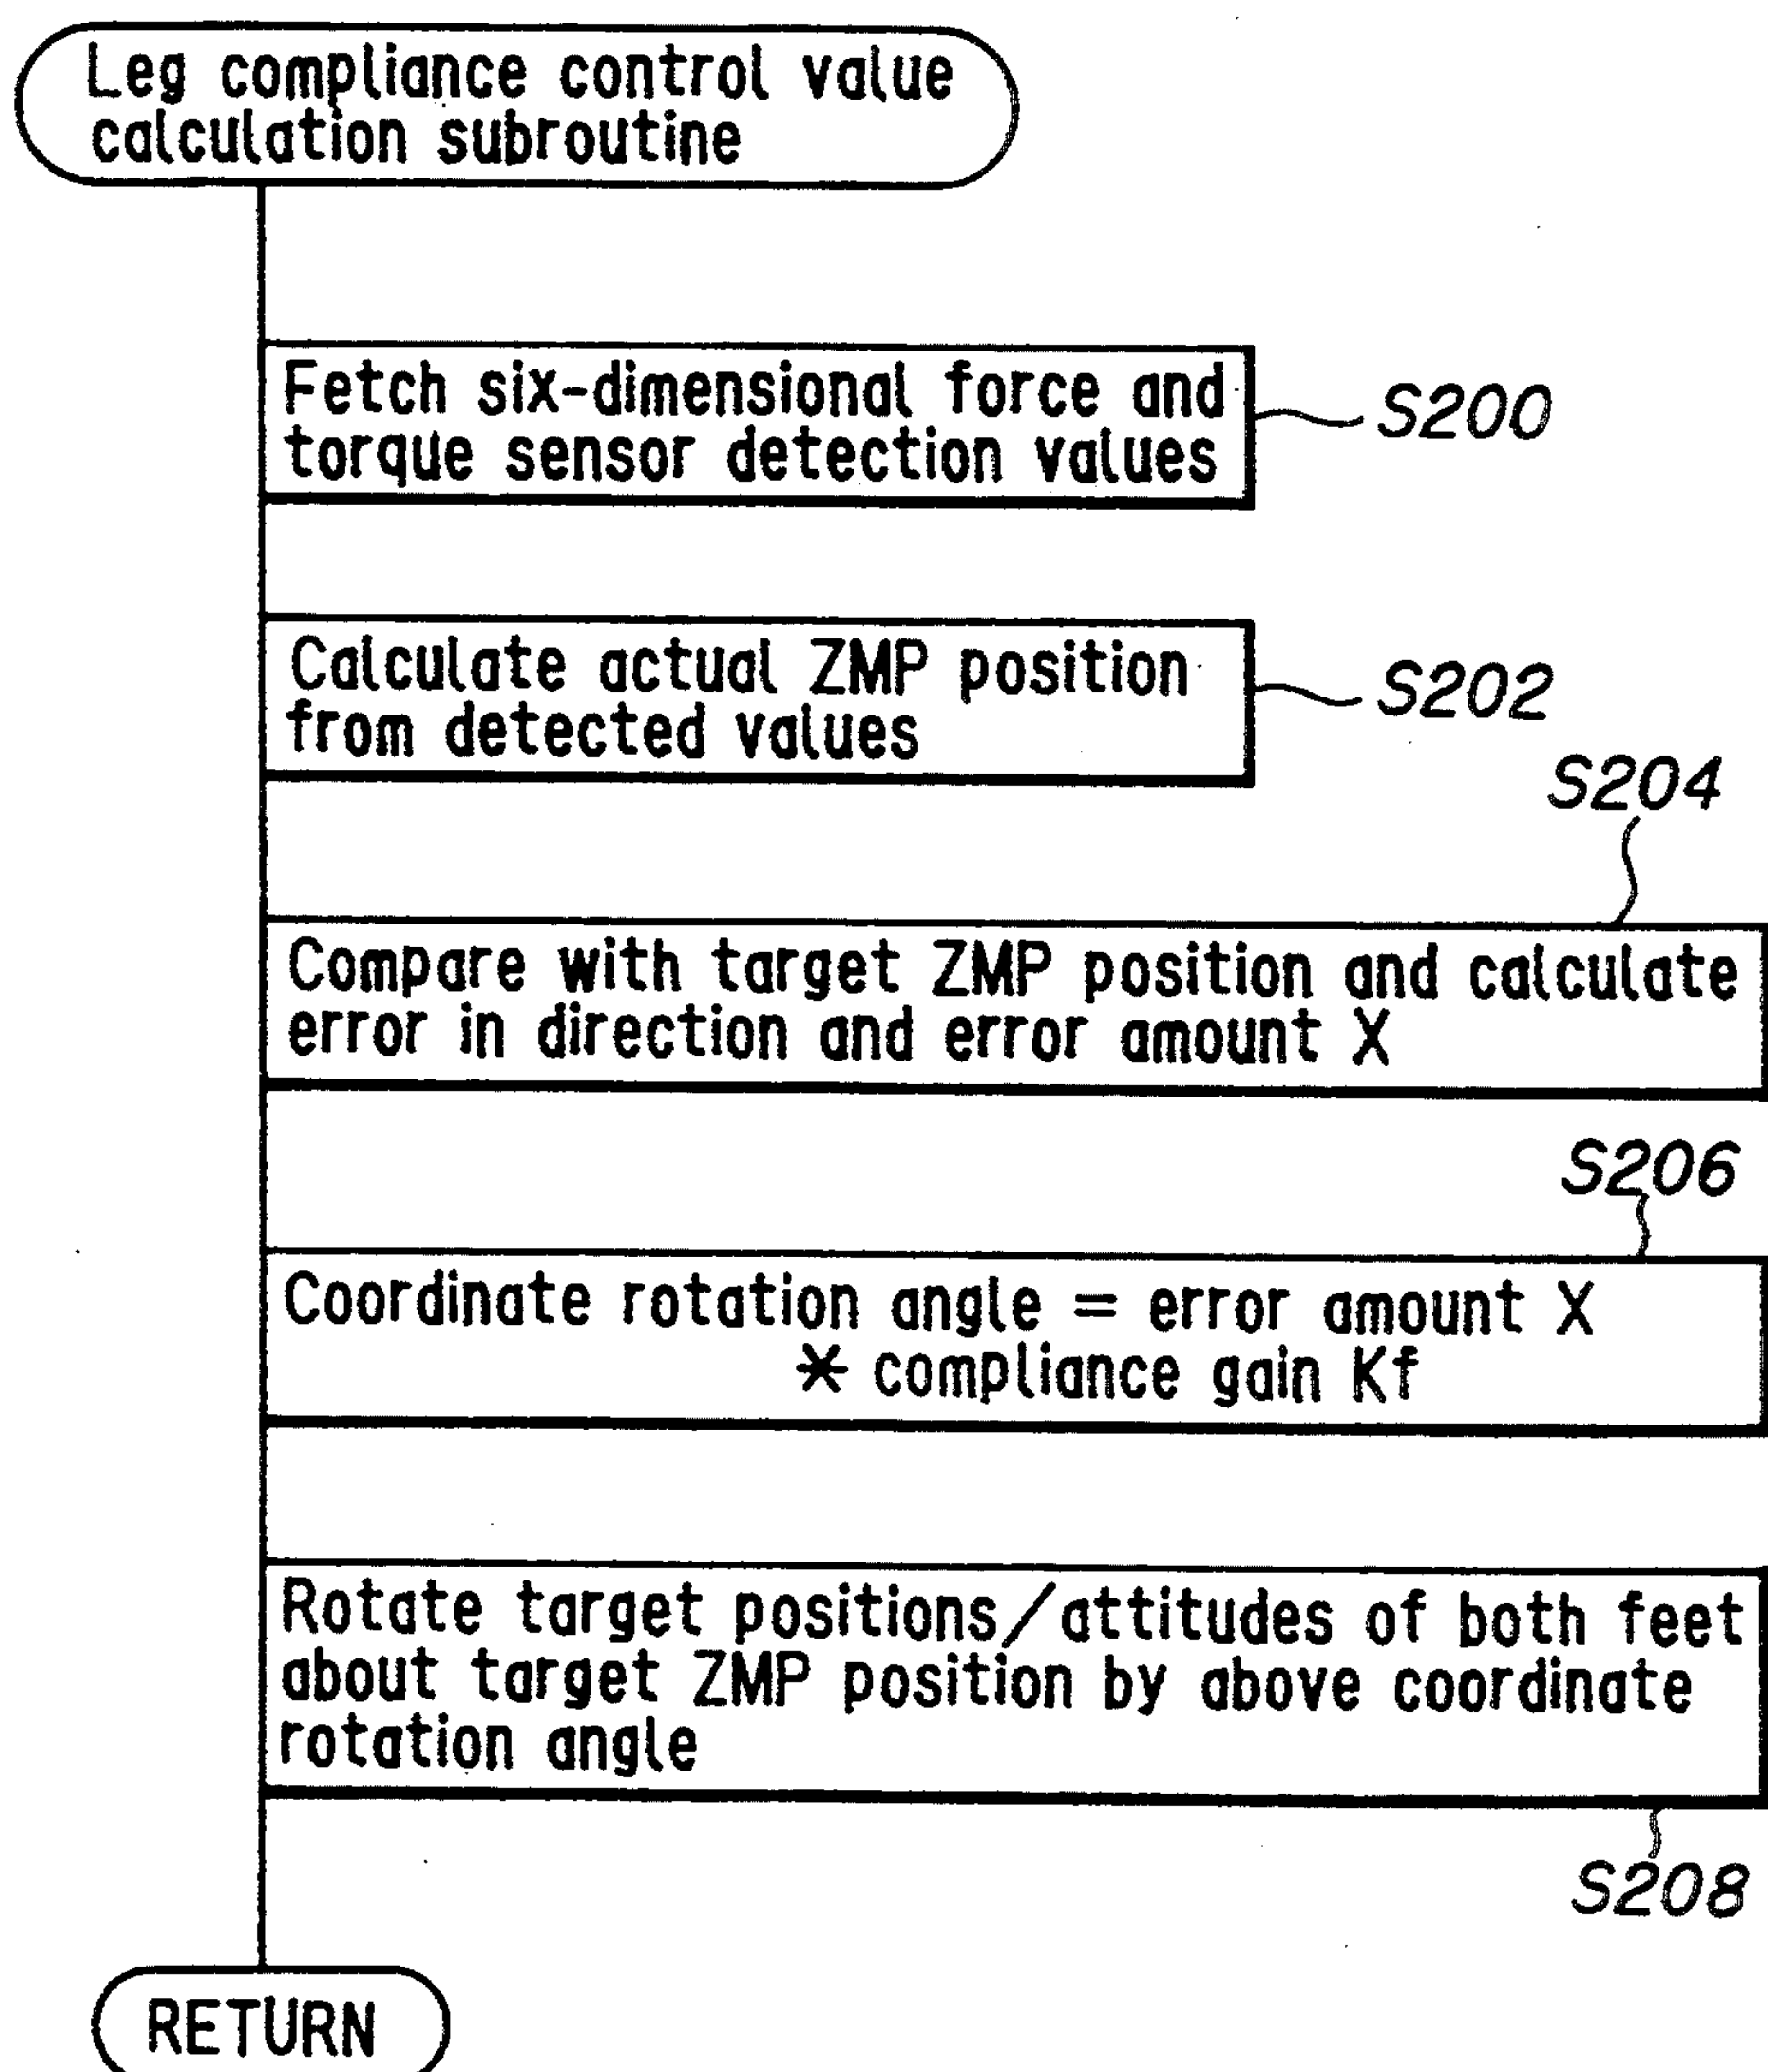 Leg compliance control value
calculation subroutine
Fetch six-dimensional force and
torque sensor detection values
S200
Calculate actual ZMP position
from detected values
S202
S204
Compare with target ZMP position and calculate
error in direction and error amount X
S206
Coordinate rotation angle = error amount X
* compliance gain Kf
Rotate target positions/attitudes of both feet
about target ZMP position by above coordinate
rotation angle
S208
RETURN